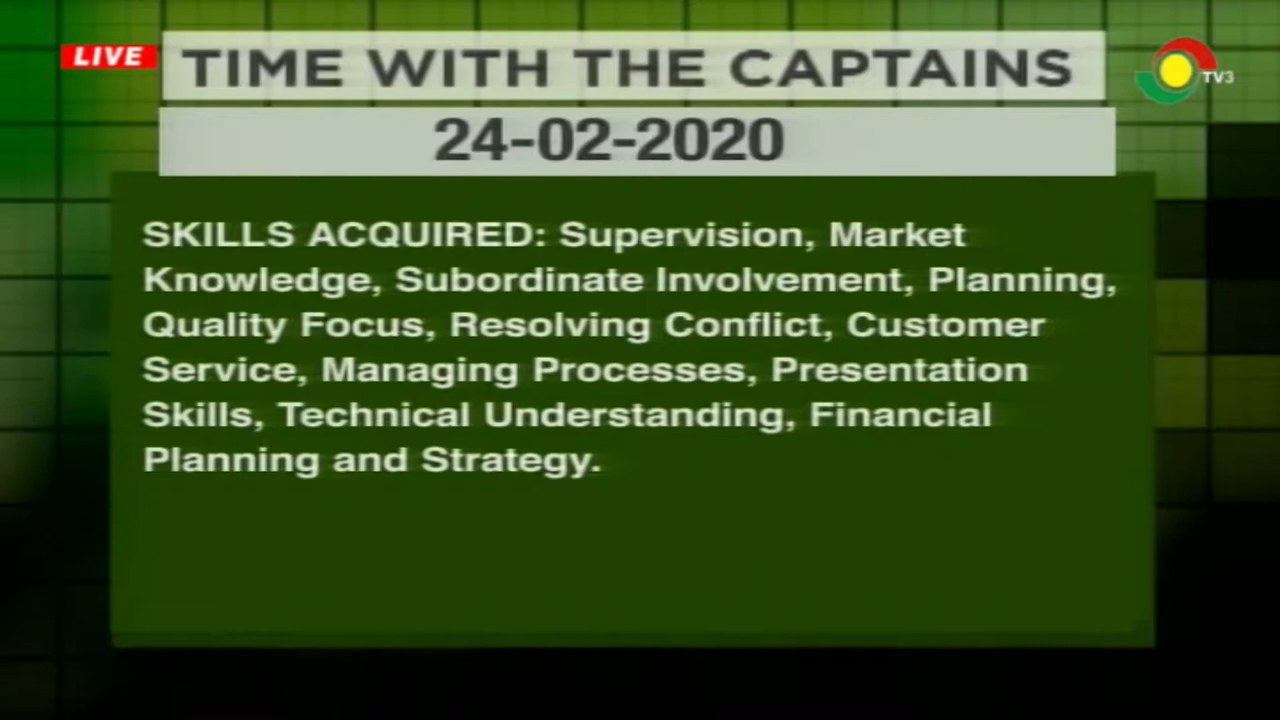 LIVE
TIME WITH THE CAPTAINS
TV3
24-02-2020
SKILLS ACQUIRED: Supervision, Market
Knowledge, Subordinate Involvement, Planning,
Quality Focus, Resolving Conflict, Customer
Service, Managing Processes, Presentation
Skills, Technical Understanding, Financial
Planning and Strategy.